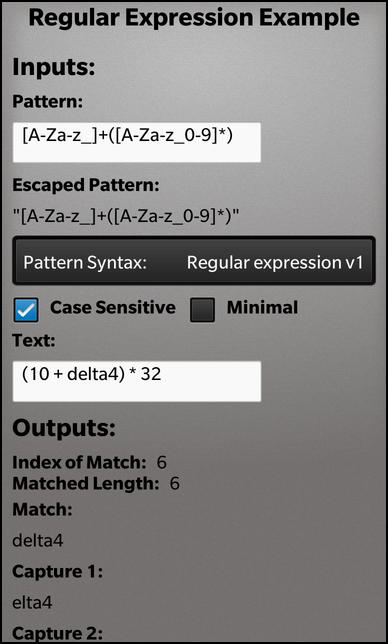 Regular Expression Example
Inputs:
Pattern:
[A-Za-z_]+([A-Za-z_0-9]*)
Escaped Pattern:
"[A-Za-z_]+([A-Za-z_0-9]*)"
Pattern Syntax: Regular expression v1
Case Sensitive Minimal
Text:
(10 + delta4) * 32
Outputs:
Index of Match: 6
Matched Length: 6
Match:
delta4
Capture 1:
elta4
Capture 2: